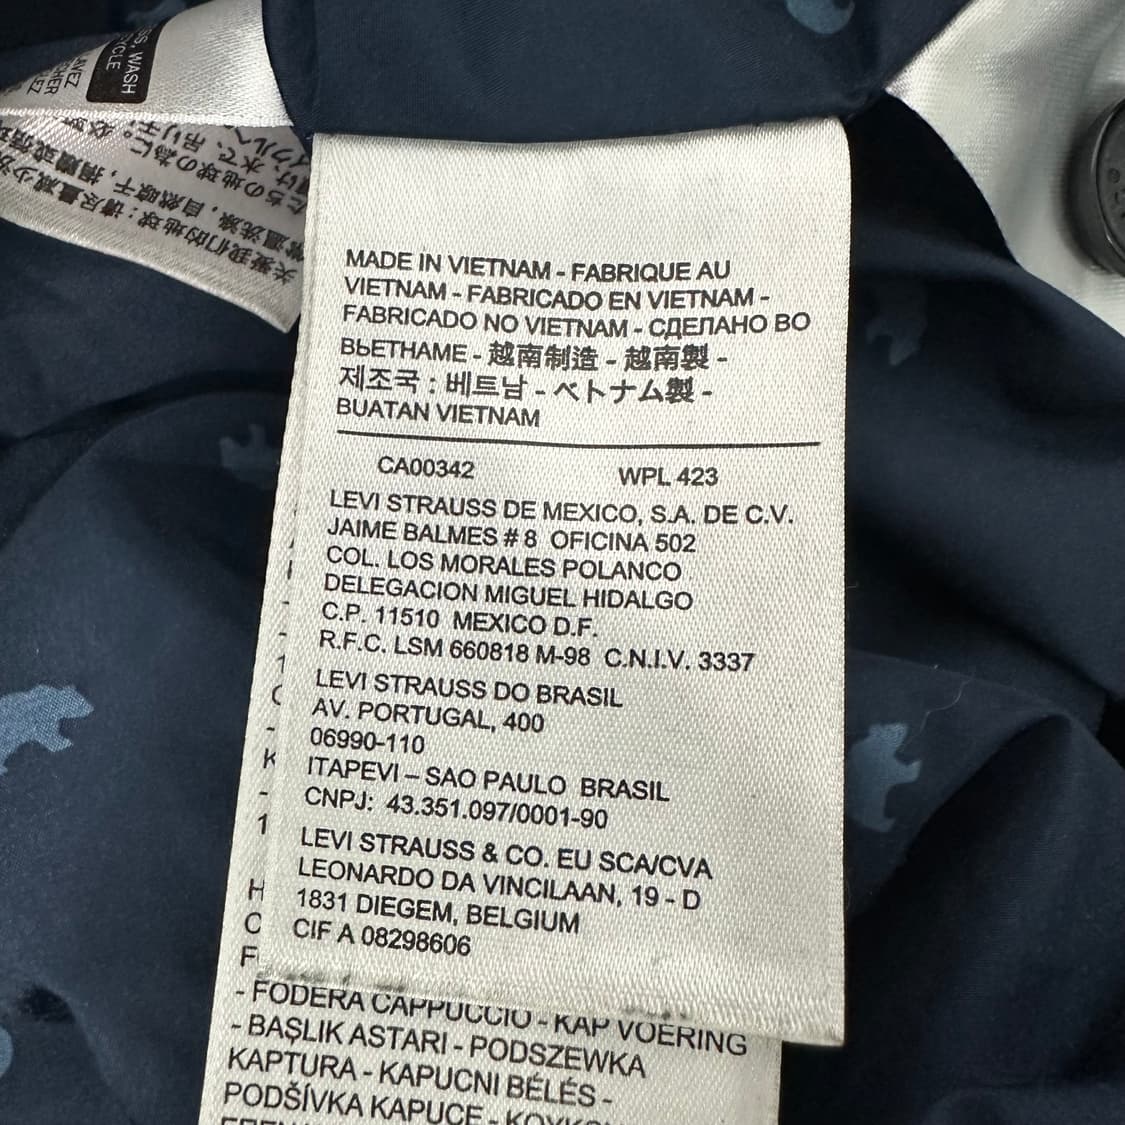 WASH
CYCLE
LAVEZ
MADE IN VIETNAM - FABRIQUE AU
VIETNAM - FABRICADO EN VIETNAM -
FABRICADO NO VIETNAM - СДЕЛАНО ВО
ВЬЕТНАМЕ - 越南制造 - 越南製 -
제조국 : 베트남 - ベトナム製 -
BUATAN VIETNAM
CA00342 WPL 423
LEVI STRAUSS DE MEXICO, S.A. DE C.V.
JAIME BALMES # 8 OFICINA 502
COL. LOS MORALES POLANCO
DELEGACION MIGUEL HIDALGO
C.P. 11510 MEXICO D.F.
R.F.C. LSM 660818 M-98 C.N.I.V. 3337
LEVI STRAUSS DO BRASIL
AV. PORTUGAL, 400
06990-110
ITAPEVI – SAO PAULO BRASIL
CNPJ: 43.351.097/0001-90
LEVI STRAUSS & CO. EU SCA/CVA
LEONARDO DA VINCILAAN, 19 - D
1831 DIEGEM, BELGIUM
CIF A 08298606
- FODERA CAPPUCCIO - KAP VOERING
- BAŞLIK ASTARI - PODSZEWKA
KAPTURA - KAPUCNI BÉLÉS -
PODŠÍVKA KAPUCE -